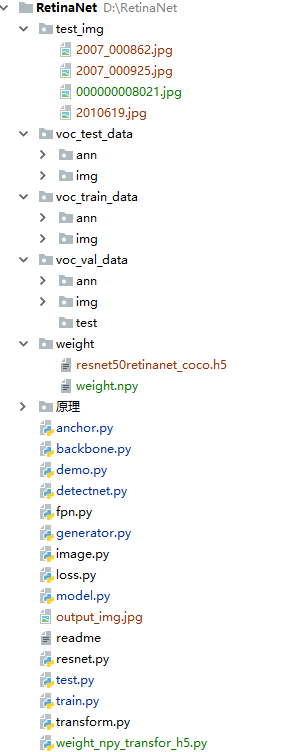 RetinaNet D:\RetinaNet
test_img
2007_000862.jpg
2007_000925.jpg
000000008021.jpg
2010619.jpg
voc_test_data
ann
img
voc_train_data
ann
img
voc_val_data
ann
img
test
weight
resnet50retinanet_coco.h5
weight.npy
原理
anchor.py
backbone.py
demo.py
detectnet.py
fpn.py
generator.py
image.py
loss.py
model.py
output_img.jpg
readme
resnet.py
test.py
train.py
transform.py
weight_npy_transfor_h5.py